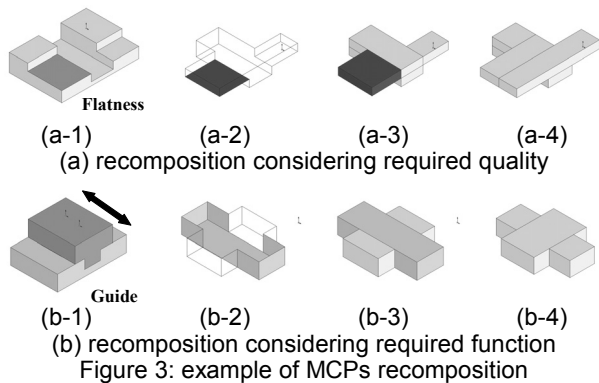 Flatness
(a-1) (a-2) (a-3) (a-4)
(a) recomposition considering required quality
Guide
(b-1) (b-2) (b-3) (b-4)
(b) recomposition considering required function
Figure 3: example of MCPs recomposition